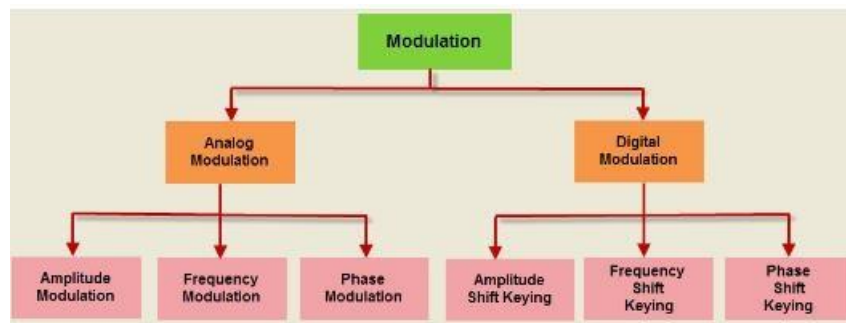 Modulation
Analog
Modulation
Digital
Modulation
Amplitude
Modulation
Frequency
Modulation
Phase
Modulation
Amplitude
Shift Keying
Frequency
Shift
Keying
Phase
Shift
Keying